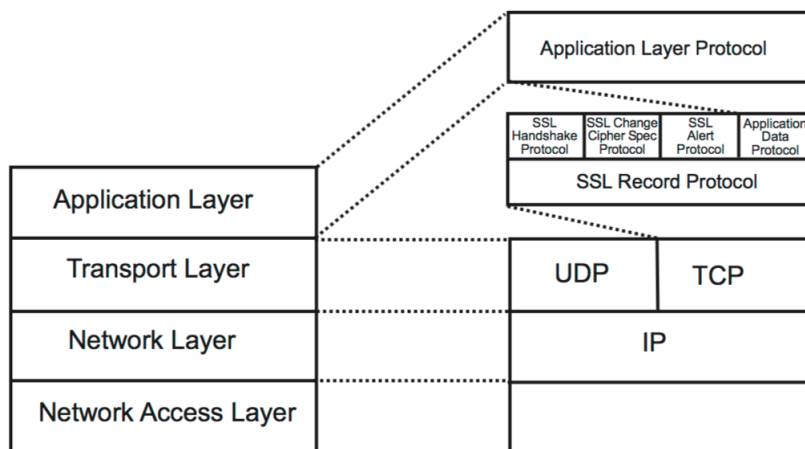 Application Layer Protocol
SSL Handshake Protocol
SSL Change Cipher Spec Protocol
SSL Alert Protocol
Application Data Protocol
SSL Record Protocol
Application Layer
Transport Layer
UDP
TCP
Network Layer
IP
Network Access Layer